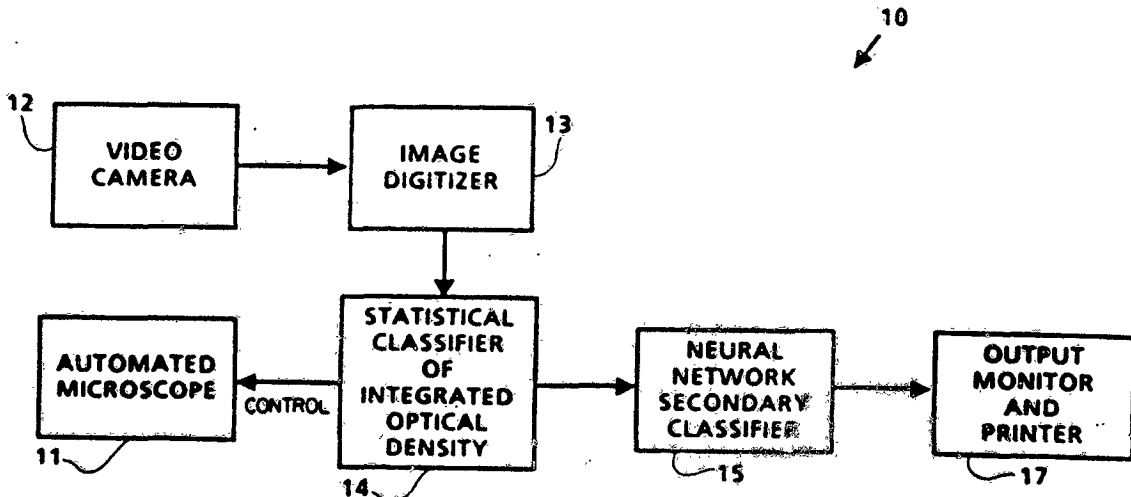 10
12
VIDEO
CAMERA
IMAGE
DIGITIZER
13
AUTOMATED
MICROSCOPE
11
CONTROL
STATISTICAL
CLASSIFIER
OF
INTEGRATED
OPTICAL
DENSITY
14
NEURAL
NETWORK
SECONDARY
CLASSIFIER
15
OUTPUT
MONITOR
AND
PRINTER
17